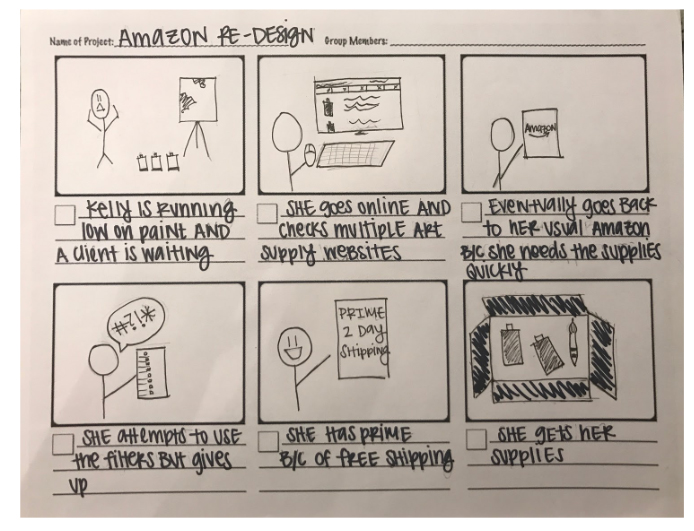 Name of Project: AMAZON RE-DESIGN Group Members:
KELLY IS RUNNING
LOW ON PAINT AND
A CLIENT IS WAITING
SHE GOES ONLINE AND
CHECKS MULTIPLE ART
SUPPLY WEBSITES
AMAZON
EVENTUALLY GOES BACK
TO HER USUAL AMAZON
B/C SHE NEEDS THE SUPPLIES
QUICKLY
#?!*
SHE ATTEMPTS TO USE
THE FILTERS BUT GIVES
UP
PRIME
2 DAY
SHIPPING
SHE HAS PRIME
B/C OF FREE SHIPPING
SHE GETS HER
SUPPLIES